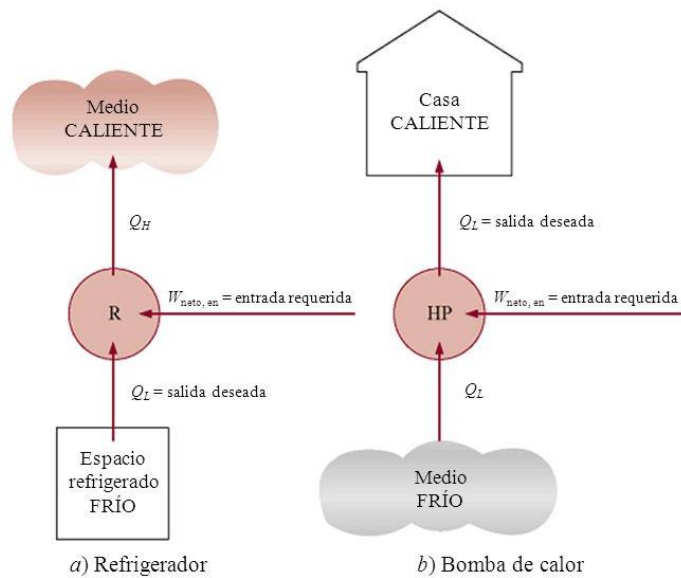 Medio
CALIENTE
Q_H
R
W_neto, en = entrada requerida
Q_L = salida deseada
Espacio
refrigerado
FRÍO
a) Refrigerador
Casa
CALIENTE
Q_L = salida deseada
HP
W_neto, en = entrada requerida
Q_L
Medio
FRÍO
b) Bomba de calor